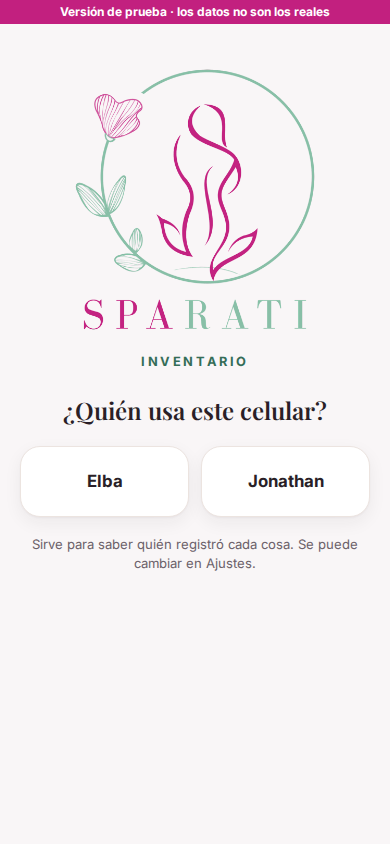 Versión de prueba · los datos no son los reales
SPARATI
INVENTARIO
¿Quién usa este celular?
Elba
Jonathan
Sirve para saber quién registró cada cosa. Se puede
cambiar en Ajustes.